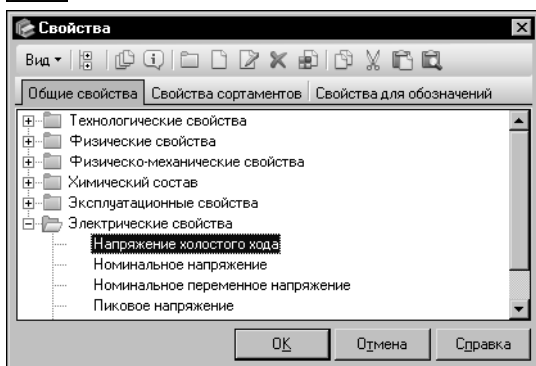 Свойства
Вид
Общие свойства Свойства сортаментов Свойства для обозначений
Технологические свойства
Физические свойства
Физическо-механические свойства
Химический состав
Эксплуатационные свойства
Электрические свойства
Напряжение холостого хода
Номинальное напряжение
Номинальное переменное напряжение
Пиковое напряжение
OK Отмена Справка